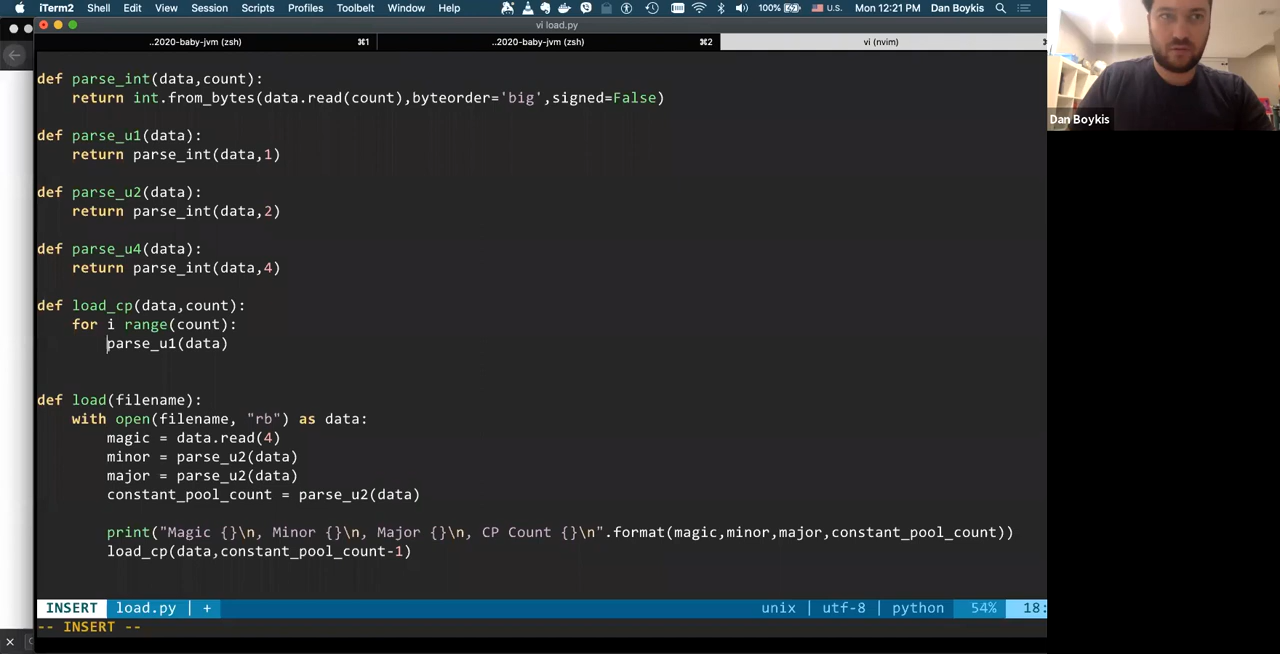 iTerm2 Shell Edit View Session Scripts Profiles Toolbelt Window Help 100% U.S. Mon 12:21 PM Dan Boykis
vi load.py
..2020-baby-jvm (zsh) ⌘1 ..2020-baby-jvm (zsh) ⌘2 vi (nvim)
Dan Boykis
def parse_int(data,count):
    return int.from_bytes(data.read(count),byteorder='big',signed=False)
def parse_u1(data):
    return parse_int(data,1)
def parse_u2(data):
    return parse_int(data,2)
def parse_u4(data):
    return parse_int(data,4)
def load_cp(data,count):
    for i range(count):
        parse_u1(data)
def load(filename):
    with open(filename, "rb") as data:
        magic = data.read(4)
        minor = parse_u2(data)
        major = parse_u2(data)
        constant_pool_count = parse_u2(data)
        print("Magic {}\n, Minor {}\n, Major {}\n, CP Count {}\n".format(magic,minor,major,constant_pool_count))
        load_cp(data,constant_pool_count-1)
INSERT load.py | + unix | utf-8 | python 54% 18:
-- INSERT --